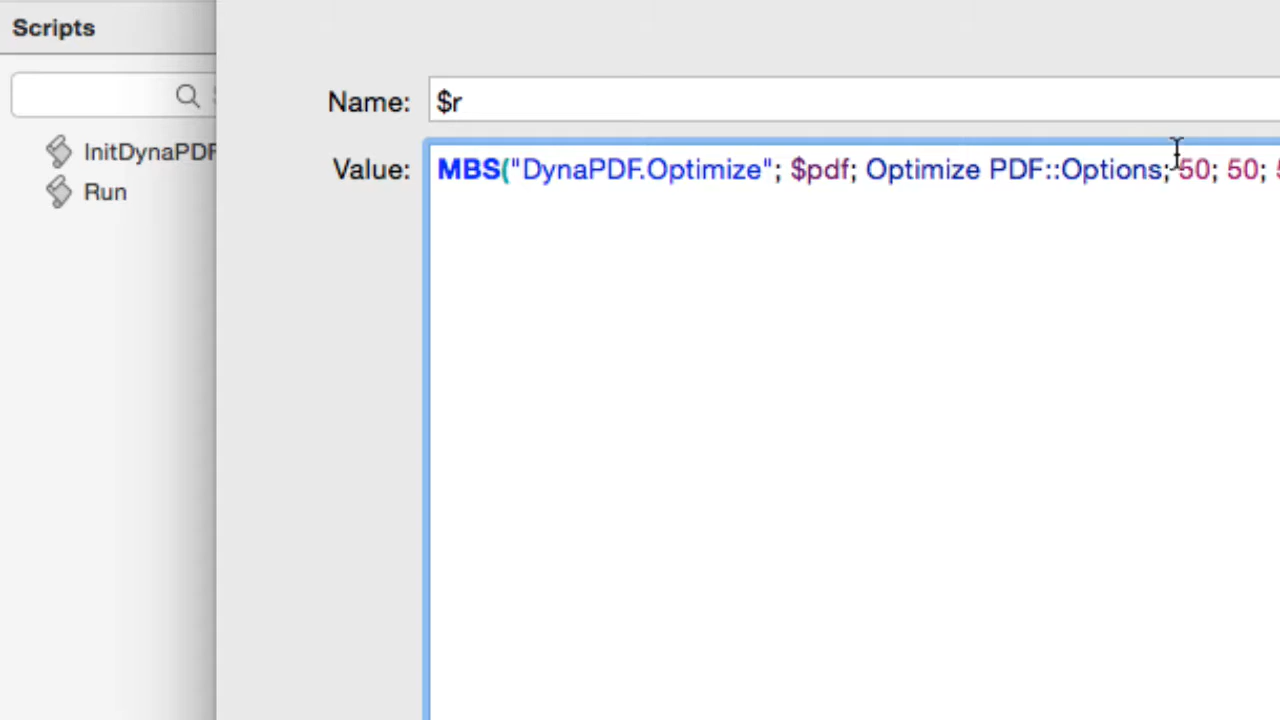 Scripts
InitDynaPDF
Run
Name: $r
Value: MBS("DynaPDF.Optimize"; $pdf; Optimize PDF::Options; 50; 50;